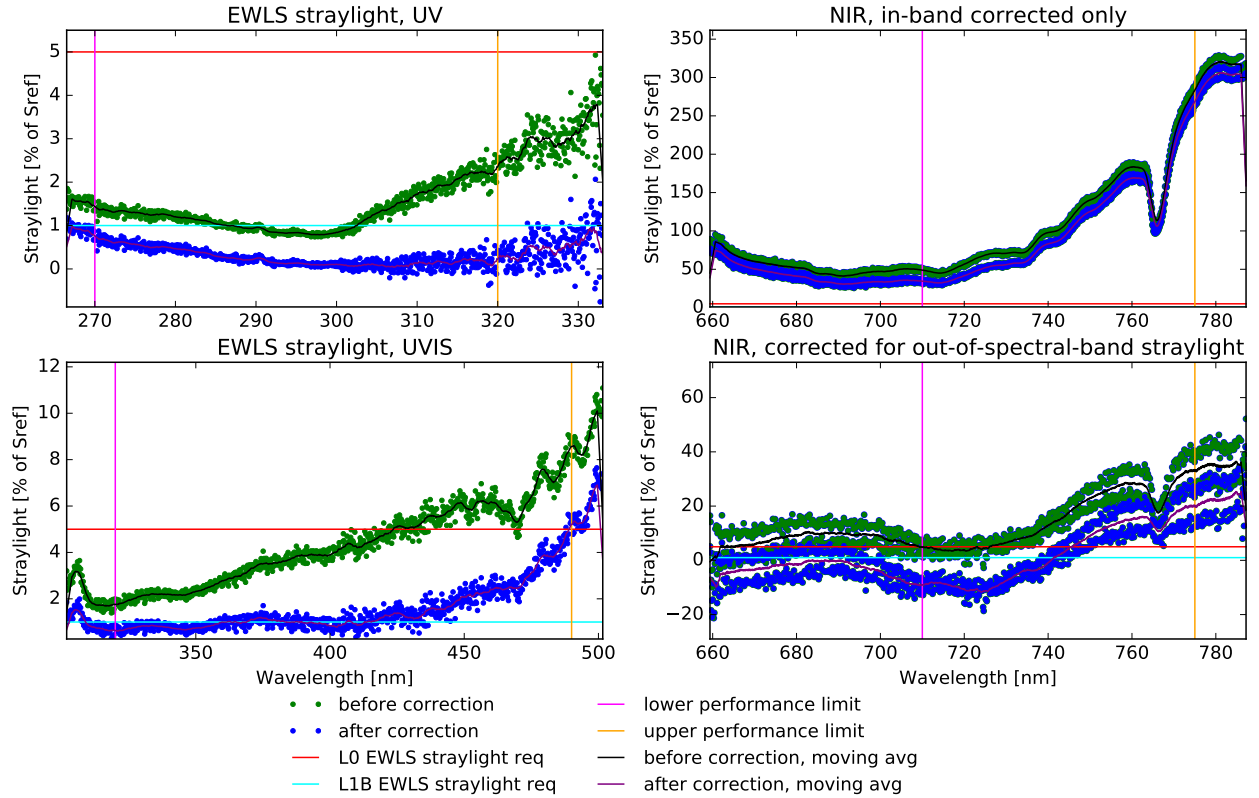 EWLS straylight, UV
Straylight [% of Sref]
5
4
3
2
1
0
270 280 290 300 310 320 330
NIR, in-band corrected only
Straylight [% of Sref]
350
300
250
200
150
100
50
0
660 680 700 720 740 760 780
EWLS straylight, UVIS
Straylight [% of Sref]
12
10
8
6
4
2
350 400 450 500
Wavelength [nm]
NIR, corrected for out-of-spectral-band straylight
Straylight [% of Sref]
60
40
20
0
−20
660 680 700 720 740 760 780
Wavelength [nm]
before correction
after correction
L0 EWLS straylight req
L1B EWLS straylight req
lower performance limit
upper performance limit
before correction, moving avg
after correction, moving avg